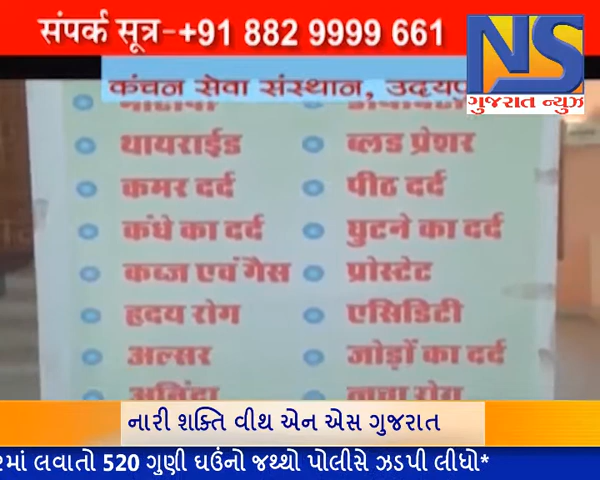 संपर्क सूत्र-+91 882 9999 661
NS
ગુજરાત ન્યુઝ
कंचन सेवा संस्थान,
थायराईड
ब्लड प्रेशर
कमर दर्द
पीठ दर्द
कंधे का दर्द
घुटने का दर्द
कब्ज एवं गैस
प्रोस्टेट
हृदय रोग
एसिडिटी
अल्सर
जोड़ों का दर्द
નારી શક્તિ વીથ એન એસ ગુજરાત
લવાતો 520 ગુણી ઘઉંનો જથ્થો પોલીસે ઝડપી લીધો*